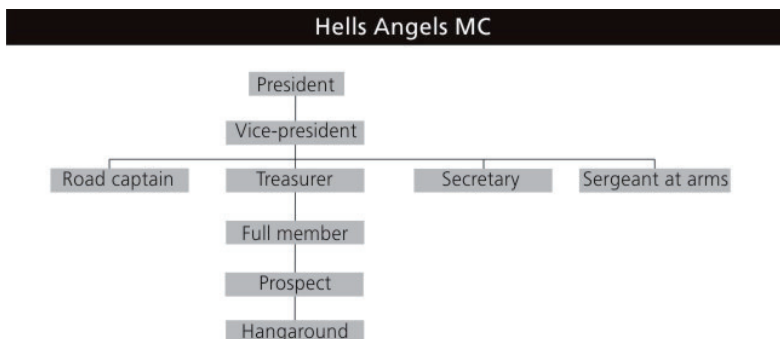 Hells Angels MC
President
Vice-president
Road captain Treasurer Secretary Sergeant at arms
Full member
Prospect
Hangaround